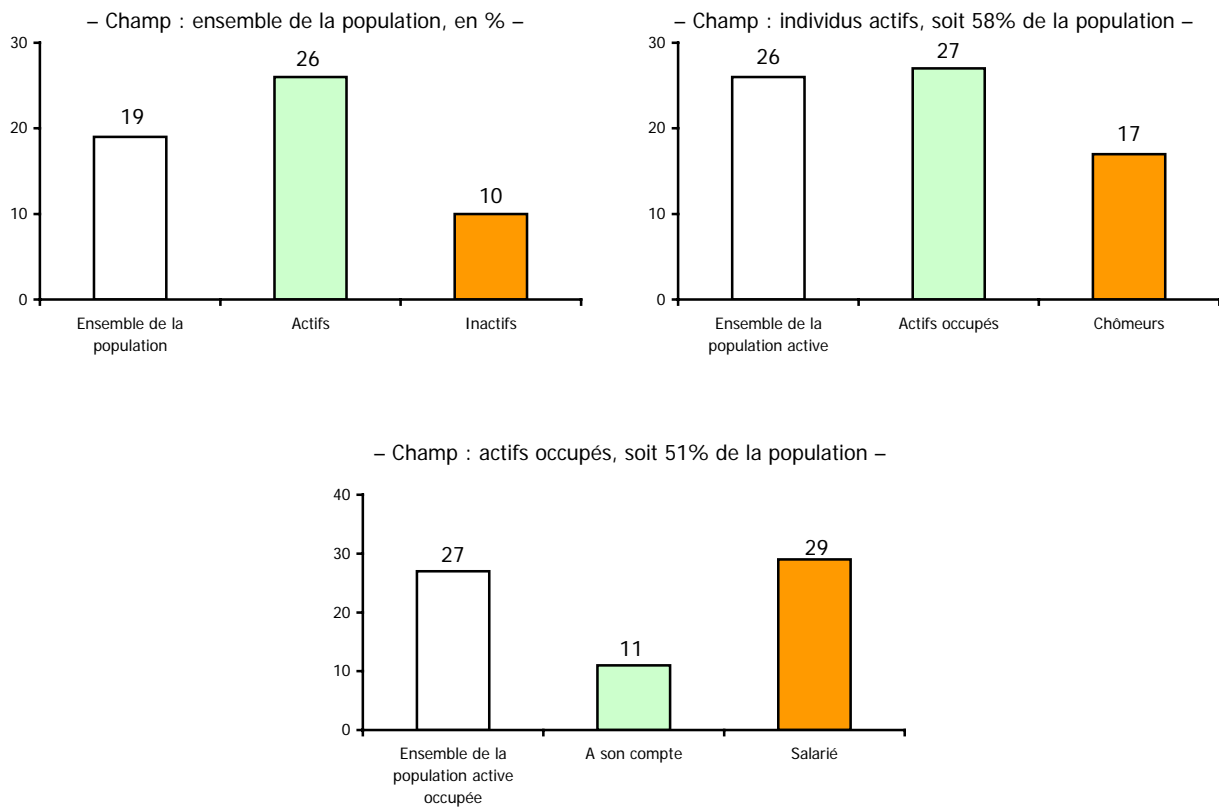 – Champ : ensemble de la population, en % –
30
20
10
0
19
26
10
Ensemble de la
population
Actifs
Inactifs
– Champ : individus actifs, soit 58% de la population –
30
20
10
0
26
27
17
Ensemble de la
population active
Actifs occupés
Chômeurs
– Champ : actifs occupés, soit 51% de la population –
40
30
20
10
0
27
11
29
Ensemble de la
population active
occupée
A son compte
Salarié